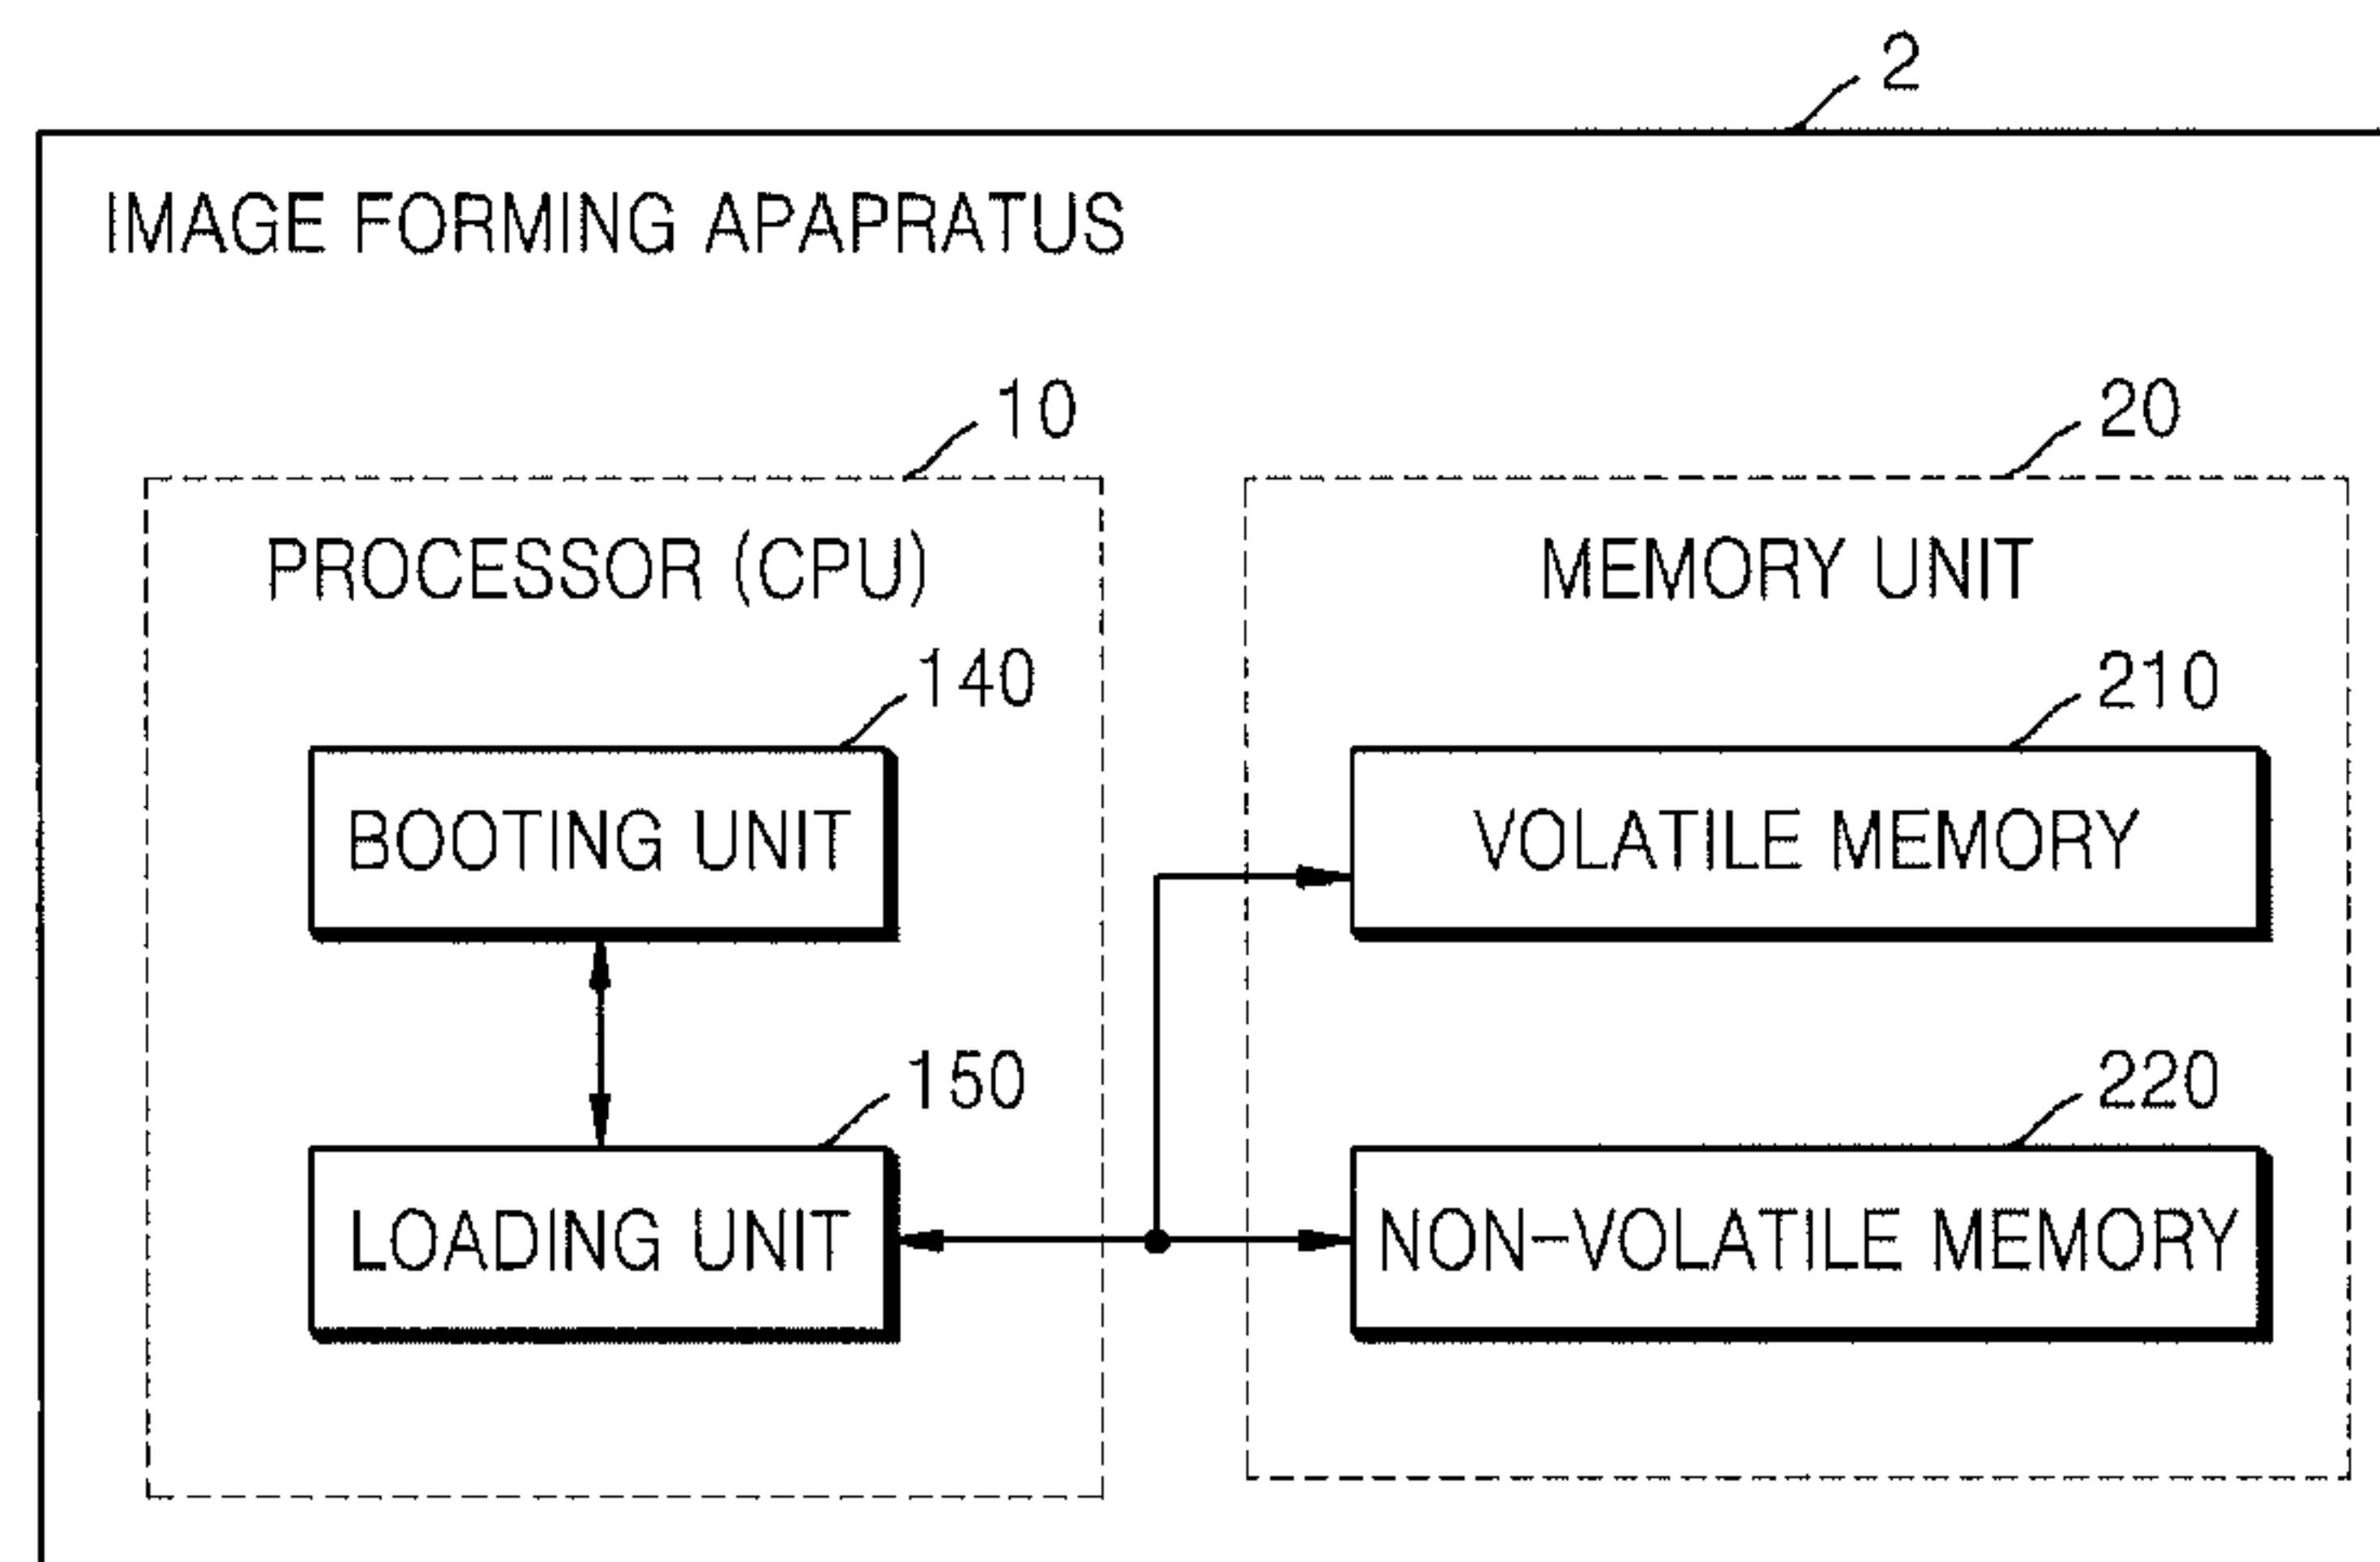 2
IMAGE FORMING APAPRATUS
10
20
PROCESSOR (CPU)
MEMORY UNIT
140
210
BOOTING UNIT
VOLATILE MEMORY
150
220
LOADING UNIT
NON-VOLATILE MEMORY